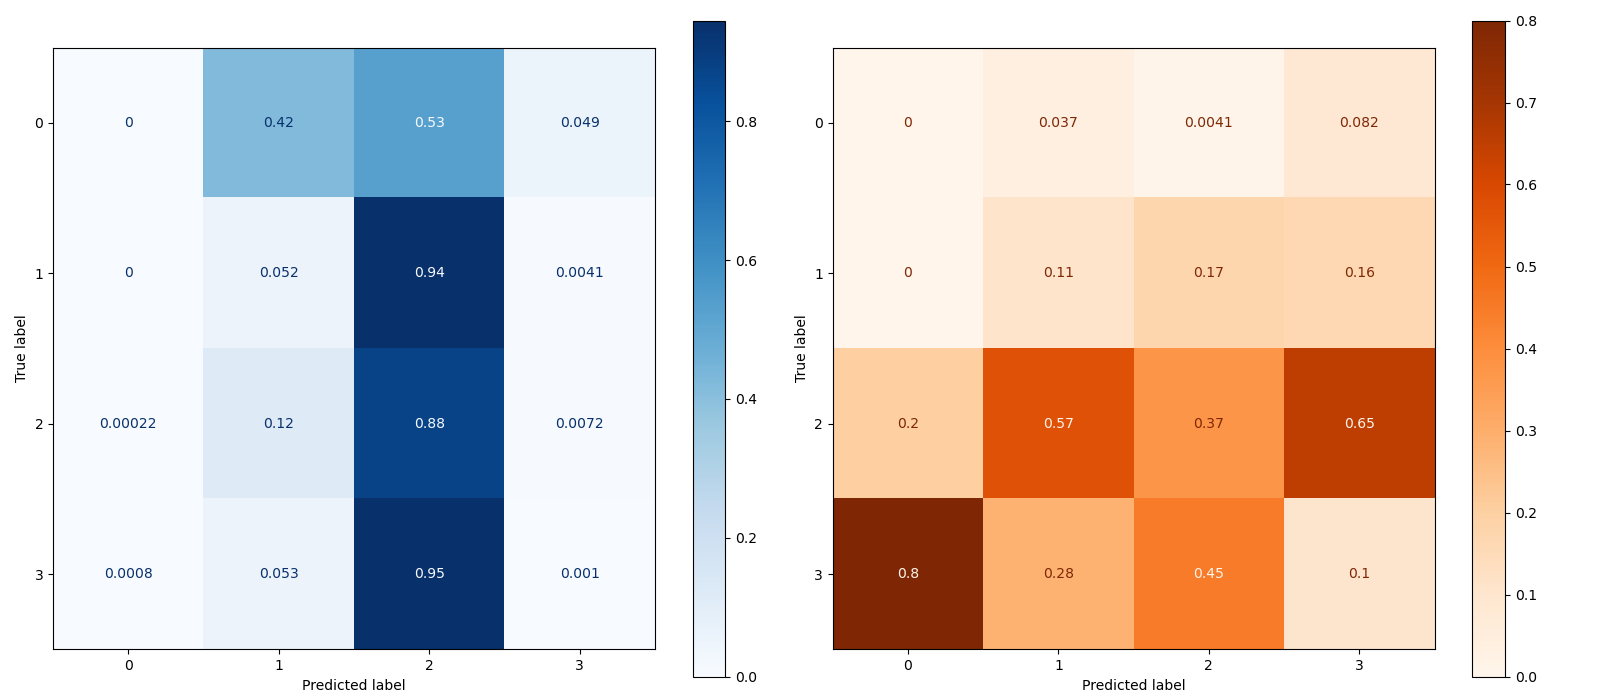 0 0 0.42 0.53 0.049
1 0 0.052 0.94 0.0041
2 0.00022 0.12 0.88 0.0072
3 0.0008 0.053 0.95 0.001
0 1 2 3
True label
Predicted label
0.8
0.6
0.4
0.2
0.0
0 0 0.037 0.0041 0.082
1 0 0.11 0.17 0.16
2 0.2 0.57 0.37 0.65
3 0.8 0.28 0.45 0.1
0 1 2 3
True label
Predicted label
0.8
0.7
0.6
0.5
0.4
0.3
0.2
0.1
0.0